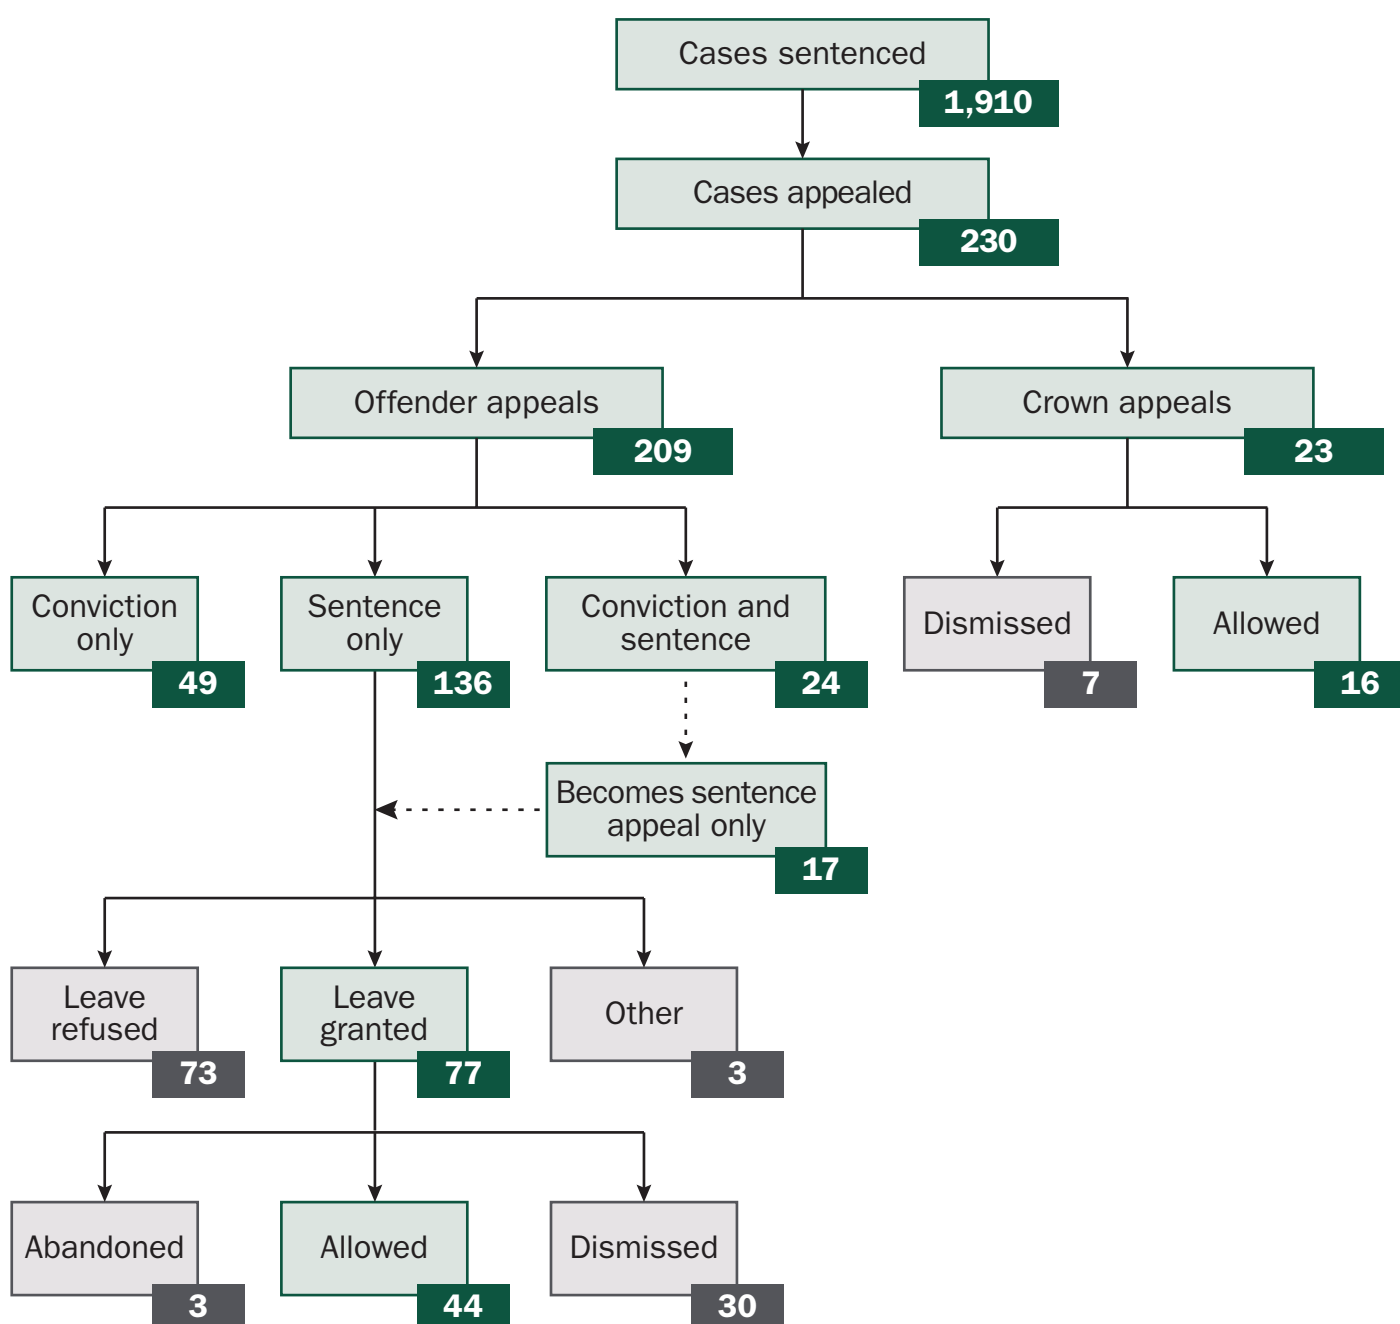 Cases sentenced
1,910
Cases appealed
230
Offender appeals
209
Crown appeals
23
Conviction
only
49
Sentence
only
136
Conviction and
sentence
24
Dismissed
7
Allowed
16
Becomes sentence
appeal only
17
Leave
refused
73
Leave
granted
77
Other
3
Abandoned
3
Allowed
44
Dismissed
30